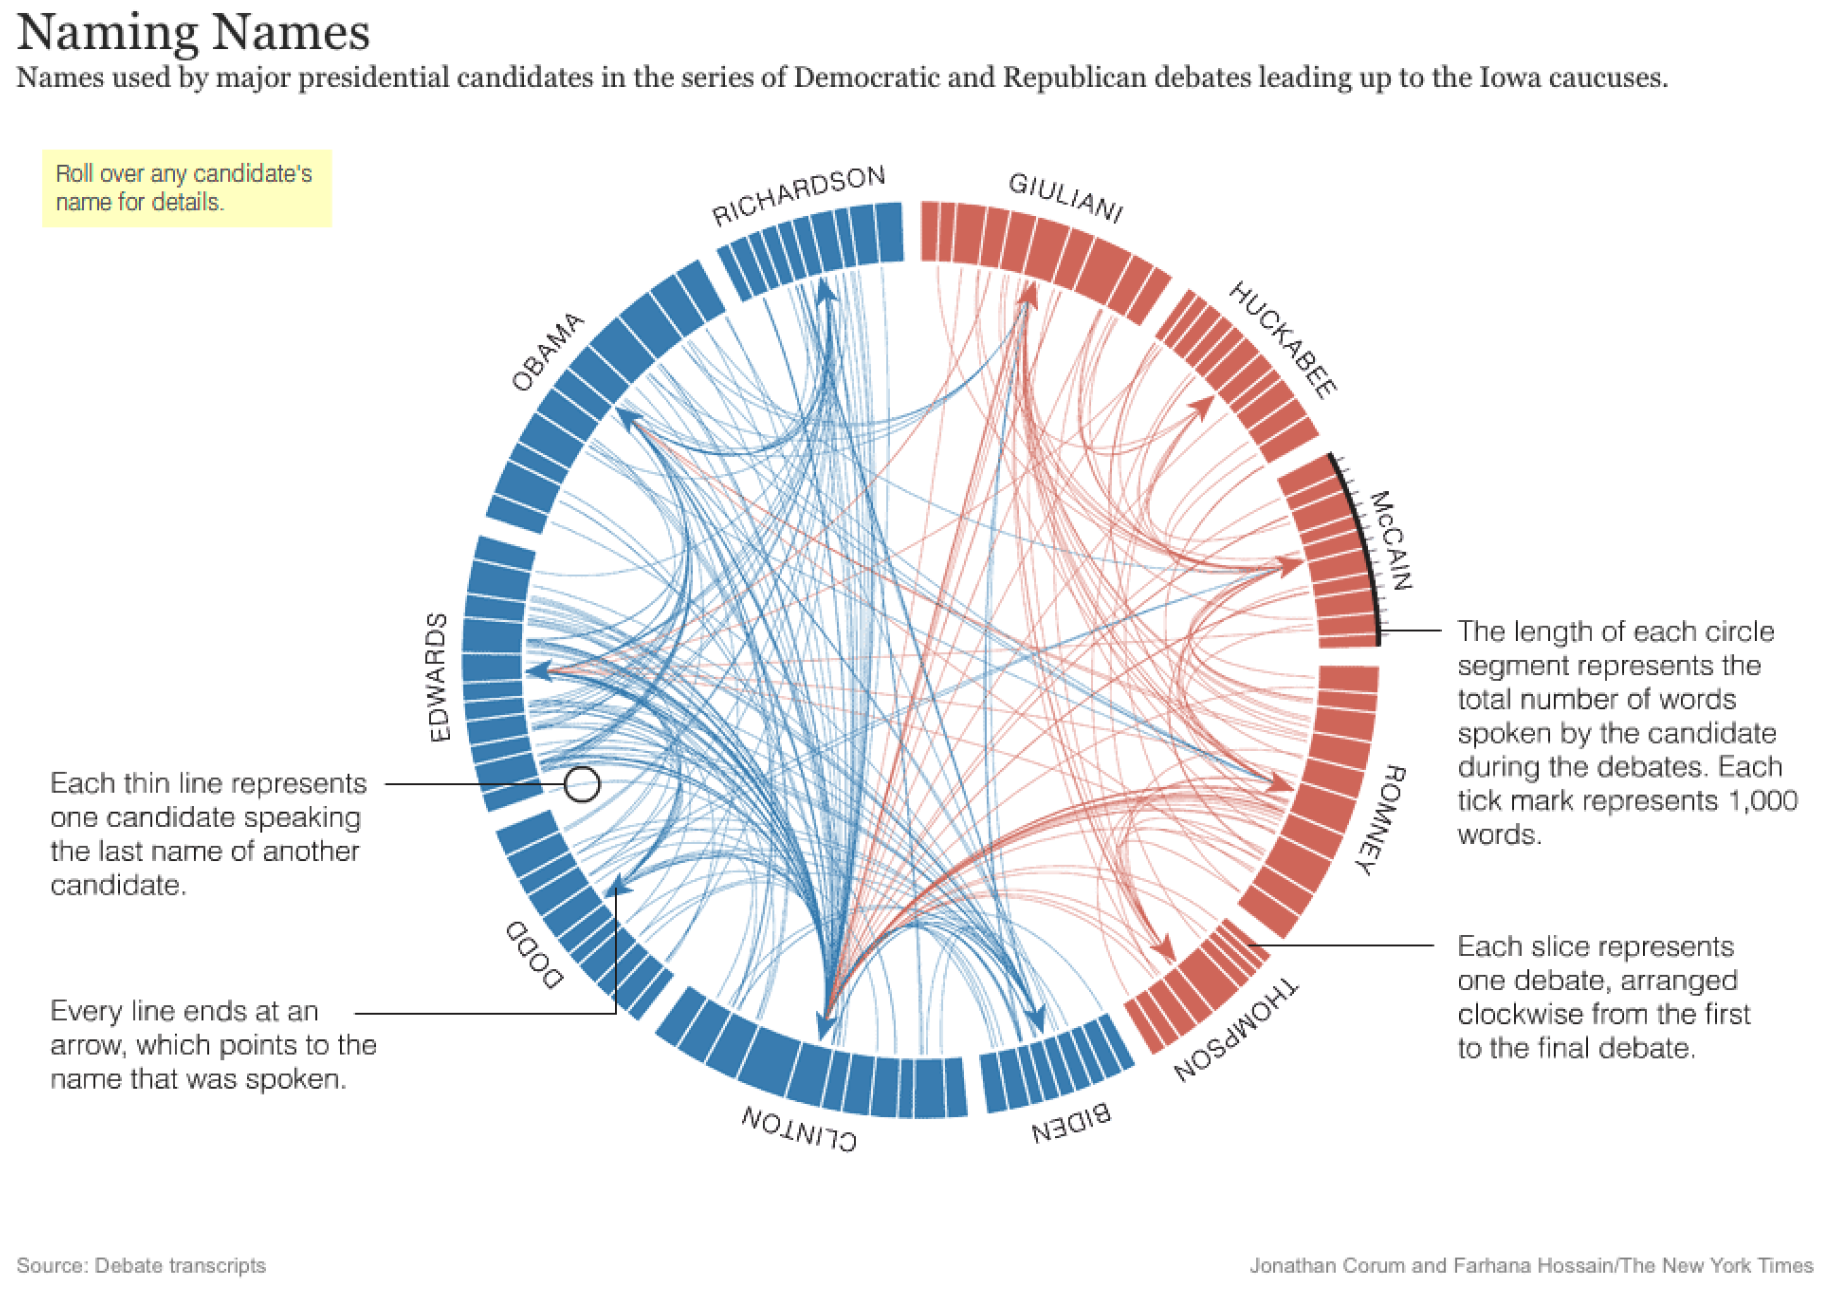 Naming Names
Names used by major presidential candidates in the series of Democratic and Republican debates leading up to the Iowa caucuses.
Roll over any candidate's
name for details.
RICHARDSON
GIULIANI
OBAMA
HUCKABEE
McCAIN
EDWARDS
The length of each circle
segment represents the
total number of words
spoken by the candidate
during the debates. Each
tick mark represents 1,000
words.
Each thin line represents
one candidate speaking
the last name of another
candidate.
ROMNEY
DODD
Each slice represents
one debate, arranged
clockwise from the first
to the final debate.
Every line ends at an
arrow, which points to the
name that was spoken.
THOMPSON
CLINTON
BIDEN
Source: Debate transcripts
Jonathan Corum and Farhana Hossain/The New York Times